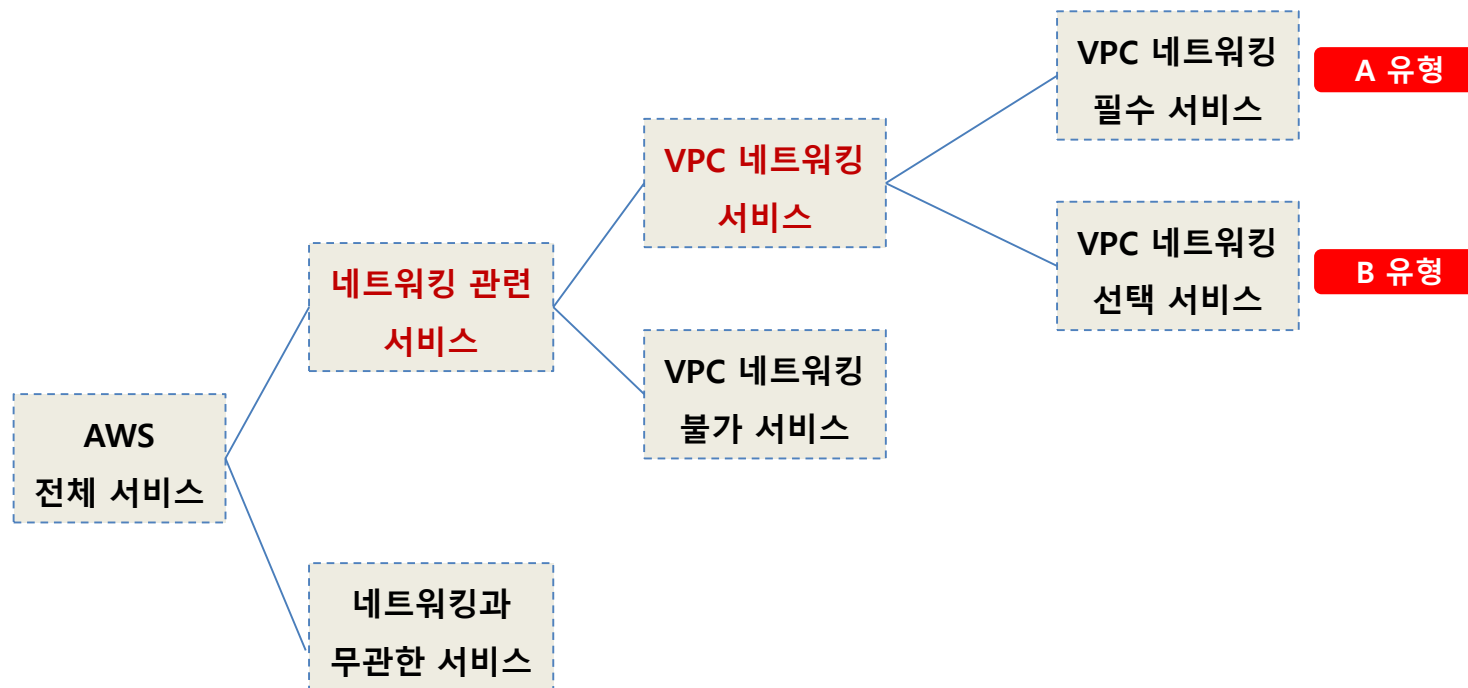 VPC 네트워킹
필수 서비스
A 유형
VPC 네트워킹
서비스
VPC 네트워킹
선택 서비스
B 유형
네트워킹 관련
서비스
VPC 네트워킹
불가 서비스
AWS
전체 서비스
네트워킹과
무관한 서비스